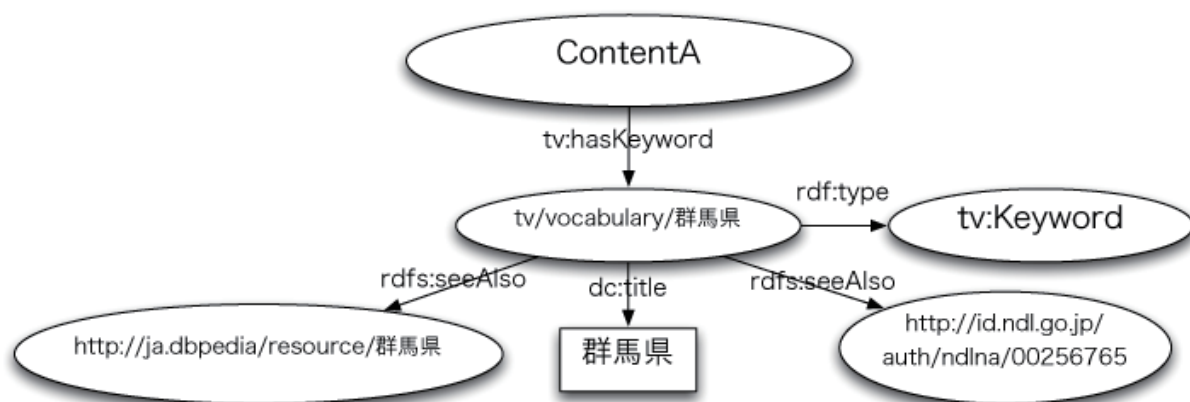 ContentA
tv:hasKeyword
tv/vocabulary/群馬県
rdf:type
tv:Keyword
rdfs:seeAlso
dc:title
rdfs:seeAlso
http://ja.dbpedia/resource/群馬県
群馬県
http://id.ndl.go.jp/
auth/ndlna/00256765